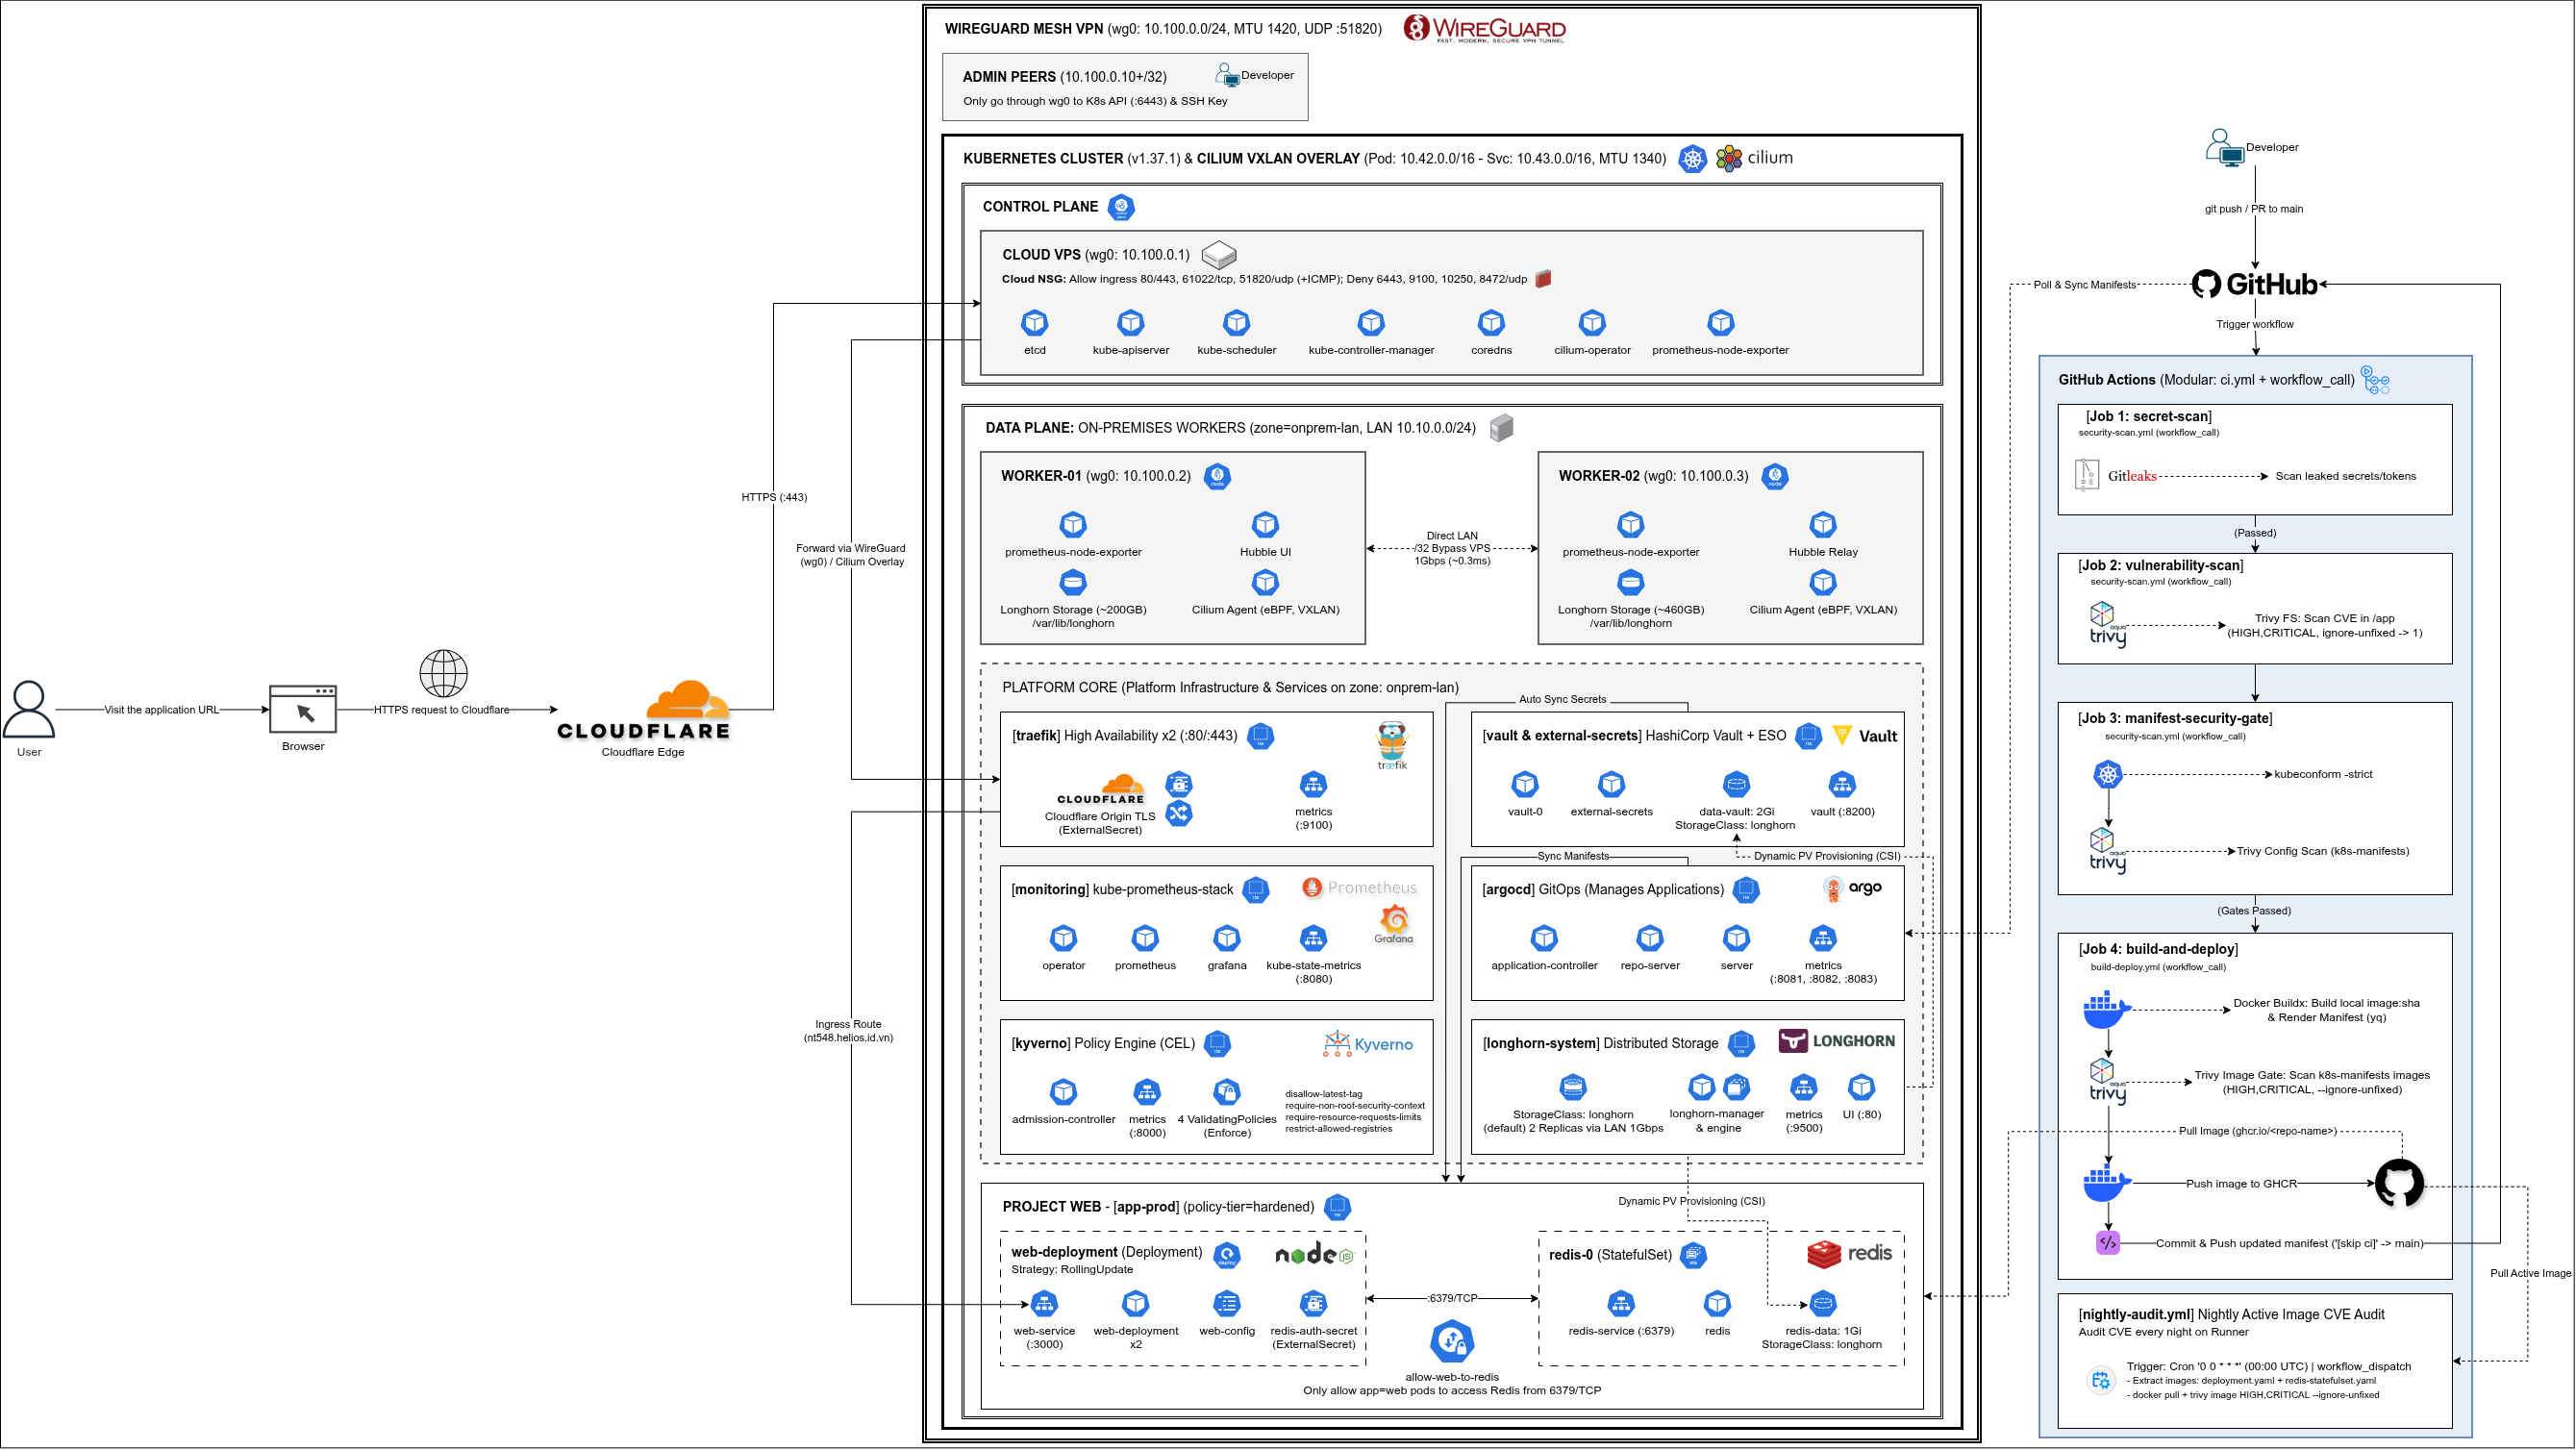 WIREGUARD MESH VPN (wg0: 10.100.0.0/24, MTU 1420, UDP :51820)
WIREGUARD
FAST, MODERN, SECURE VPN TUNNEL
ADMIN PEERS (10.100.0.10+/32)
Developer
Only go through wg0 to K8s API (:6443) & SSH Key
KUBERNETES CLUSTER (v1.37.1) & CILIUM VXLAN OVERLAY (Pod: 10.42.0.0/16 - Svc: 10.43.0.0/16, MTU 1340)
cilium
CONTROL PLANE
CLOUD VPS (wg0: 10.100.0.1)
Cloud NSG: Allow ingress 80/443, 61022/tcp, 51820/udp (+ICMP); Deny 6443, 9100, 10250, 8472/udp
etcd
kube-apiserver
kube-scheduler
kube-controller-manager
coredns
cilium-operator
prometheus-node-exporter
DATA PLANE: ON-PREMISES WORKERS (zone=onprem-lan, LAN 10.10.0.0/24)
WORKER-01 (wg0: 10.100.0.2)
node
prometheus-node-exporter
Hubble UI
Longhorn Storage (~200GB)
/var/lib/longhorn
Cilium Agent (eBPF, VXLAN)
Direct LAN
/32 Bypass VPS
1Gbps (~0.3ms)
WORKER-02 (wg0: 10.100.0.3)
node
prometheus-node-exporter
Hubble Relay
Longhorn Storage (~460GB)
/var/lib/longhorn
Cilium Agent (eBPF, VXLAN)
User
Visit the application URL
Browser
HTTPS request to Cloudflare
CLOUDFLARE
Cloudflare Edge
HTTPS (:443)
Forward via WireGuard
(wg0) / Cilium Overlay
Ingress Route
(nt548.helios.id.vn)
PLATFORM CORE (Platform Infrastructure & Services on zone: onprem-lan)
Auto Sync Secrets
[traefik] High Availability x2 (:80/:443)
træfik
CLOUDFLARE
Cloudflare Origin TLS
(ExternalSecret)
metrics
(:9100)
[vault & external-secrets] HashiCorp Vault + ESO
Vault
vault-0
external-secrets
data-vault: 2Gi
StorageClass: longhorn
vault (:8200)
Sync Manifests
Dynamic PV Provisioning (CSI)
[monitoring] kube-prometheus-stack
Prometheus
Grafana
operator
prometheus
grafana
kube-state-metrics
(:8080)
[argocd] GitOps (Manages Applications)
argo
application-controller
repo-server
server
metrics
(:8081, :8082, :8083)
[kyverno] Policy Engine (CEL)
Kyverno
admission-controller
metrics
(:8000)
4 ValidatingPolicies
(Enforce)
disallow-latest-tag
require-non-root-security-context
require-resource-requests-limits
restrict-allowed-registries
[longhorn-system] Distributed Storage
LONGHORN
StorageClass: longhorn
(default) 2 Replicas via LAN 1Gbps
longhorn-manager
& engine
metrics
(:9500)
UI (:80)
Dynamic PV Provisioning (CSI)
PROJECT WEB - [app-prod] (policy-tier=hardened)
web-deployment (Deployment)
deploy
node JS
Strategy: RollingUpdate
web-service
(:3000)
web-deployment
x2
web-config
redis-auth-secret
(ExternalSecret)
:6379/TCP
allow-web-to-redis
Only allow app=web pods to access Redis from 6379/TCP
redis-0 (StatefulSet)
redis
redis-service (:6379)
redis
redis-data: 1Gi
StorageClass: longhorn
Developer
git push / PR to main
GitHub
Poll & Sync Manifests
Trigger workflow
GitHub Actions (Modular: ci.yml + workflow_call)
[Job 1: secret-scan]
security-scan.yml (workflow_call)
Gitleaks
Scan leaked secrets/tokens
(Passed)
[Job 2: vulnerability-scan]
security-scan.yml (workflow_call)
aqua
trivy
Trivy FS: Scan CVE in /app
(HIGH,CRITICAL, ignore-unfixed -> 1)
[Job 3: manifest-security-gate]
security-scan.yml (workflow_call)
kubeconform -strict
aqua
trivy
Trivy Config Scan (k8s-manifests)
(Gates Passed)
[Job 4: build-and-deploy]
build-deploy.yml (workflow_call)
Docker Buildx: Build local image:sha
& Render Manifest (yq)
aqua
trivy
Trivy Image Gate: Scan k8s-manifests images
(HIGH,CRITICAL, --ignore-unfixed)
Pull Image (ghcr.io/<repo-name>)
Push image to GHCR
Commit & Push updated manifest ('[skip ci]' -> main)
Pull Active Image
[nightly-audit.yml] Nightly Active Image CVE Audit
Audit CVE every night on Runner
Trigger: Cron '0 0 * * *' (00:00 UTC) | workflow_dispatch
- Extract images: deployment.yaml + redis-statefulset.yaml
- docker pull + trivy image HIGH,CRITICAL --ignore-unfixed